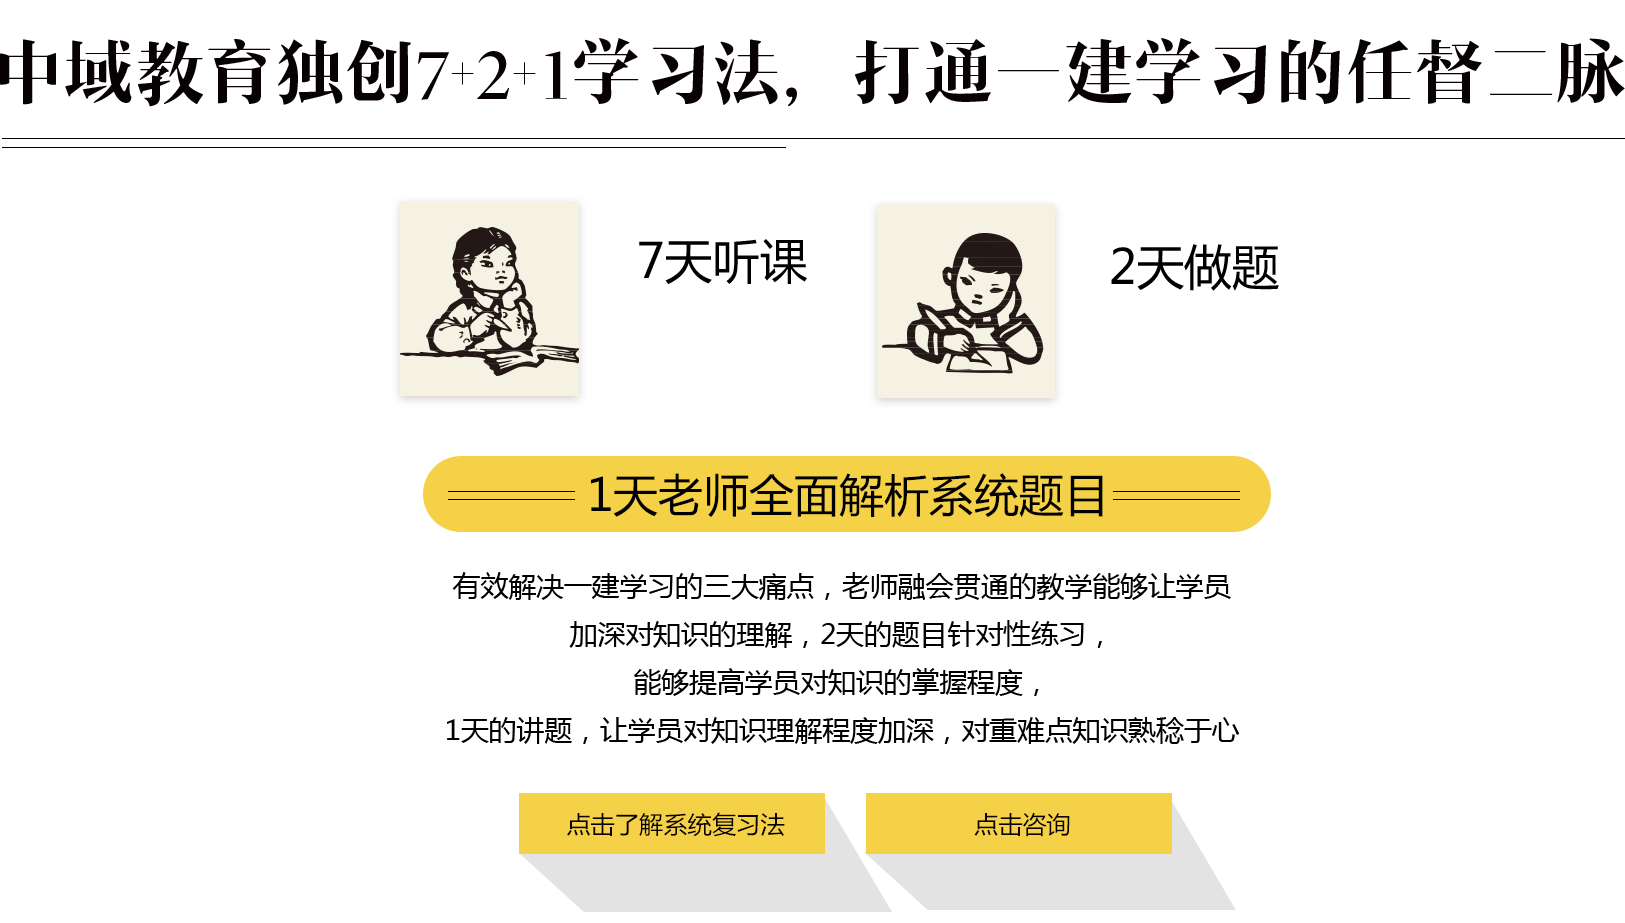 中域教育独创7+2+1学习法，打通一建学习的任督二脉
7天听课
2天做题
1天老师全面解析系统题目
有效解决一建学习的三大痛点，老师融会贯通的教学能够让学员
加深对知识的理解，2天的题目针对性练习，
能够提高学员对知识的掌握程度，
1天的讲题，让学员对知识理解程度加深，对重难点知识熟稔于心
点击了解系统复习法
点击咨询